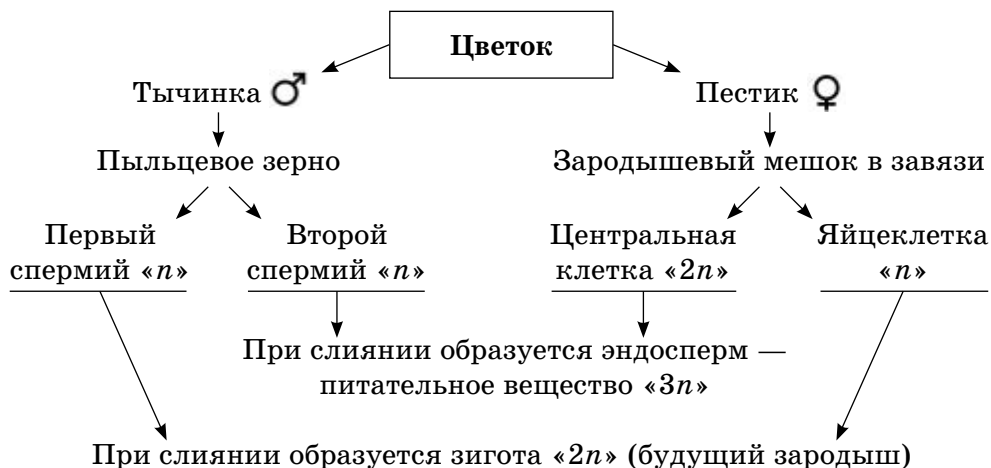 Цветок
Тычинка ♂
Пестик ♀
Пыльцевое зерно
Зародышевый мешок в завязи
Первый
спермий «n»
Второй
спермий «n»
Центральная
клетка «2n»
Яйцеклетка
«n»
При слиянии образуется эндосперм —
питательное вещество «3n»
При слиянии образуется зигота «2n» (будущий зародыш)